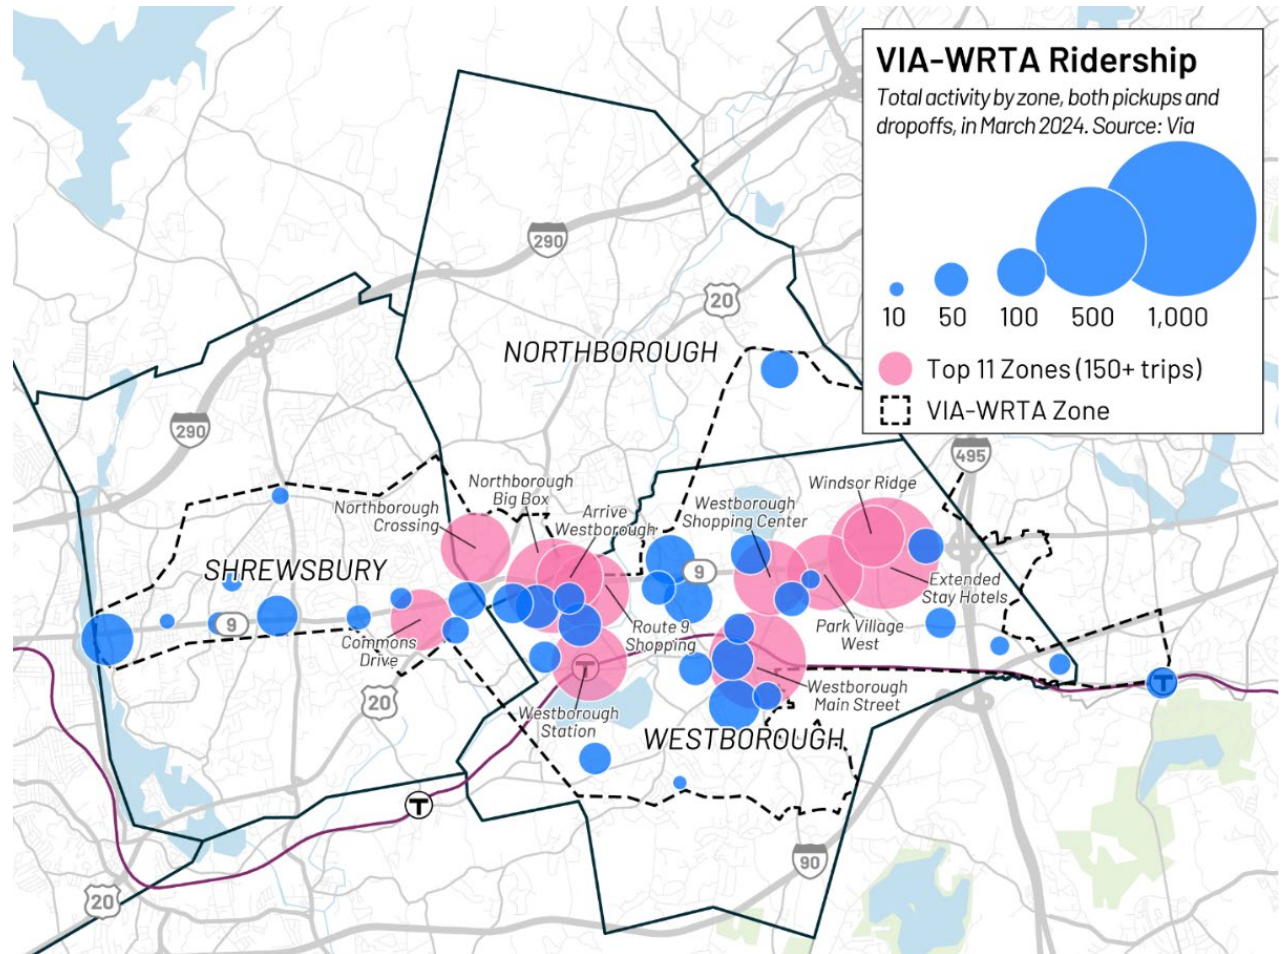 VIA-WRTA Ridership
Total activity by zone, both pickups and
dropoffs, in March 2024. Source: Via
10
50
100
500
1,000
Top 11 Zones (150+ trips)
VIA-WRTA Zone
290
20
NORTHBOROUGH
290
495
Northborough
Crossing
Northborough
Big Box
Arrive
Westborough
Westborough
Shopping Center
Windsor Ridge
SHREWSBURY
9
9
Extended
Stay Hotels
Commons
Drive
Route 9
Shopping
Park Village
West
20
T
T
Westborough
Station
Westborough
Main Street
WESTBOROUGH
T
90
20